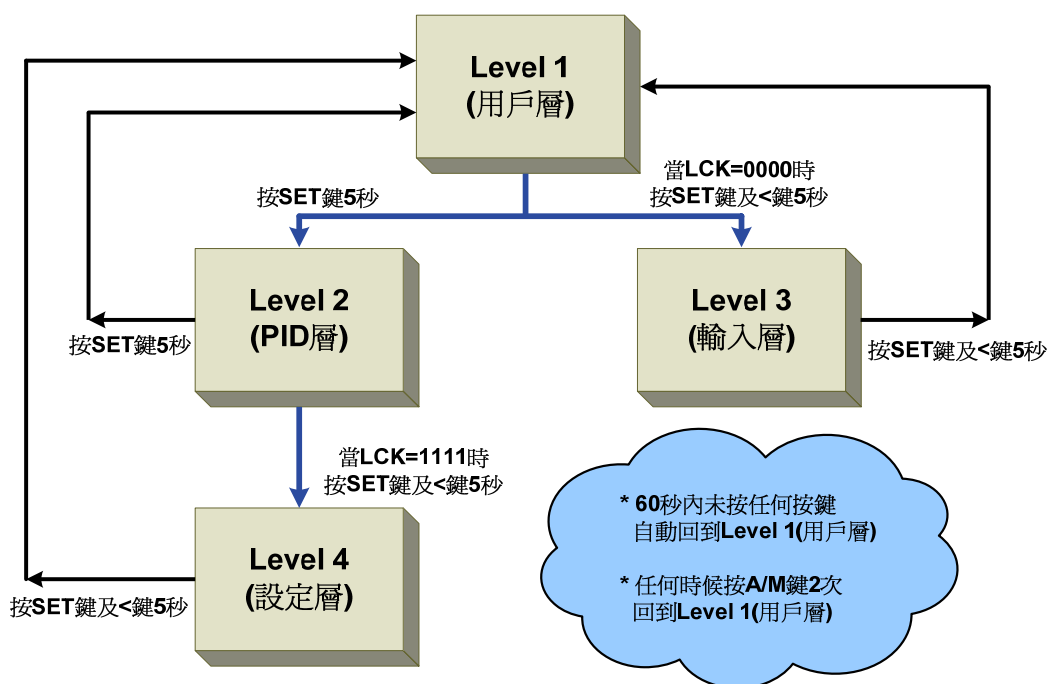 Level 1
(用戶層)
當LCK=0000時
按SET鍵5秒
按SET鍵及<鍵5秒
Level 2
(PID層)
Level 3
(輸入層)
按SET鍵5秒
按SET鍵及<鍵5秒
當LCK=1111時
按SET鍵及<鍵5秒
* 60秒內未按任何按鍵
自動回到Level 1(用戶層)
Level 4
(設定層)
* 任何時候按A/M鍵2次
回到Level 1(用戶層)
按SET鍵及<鍵5秒